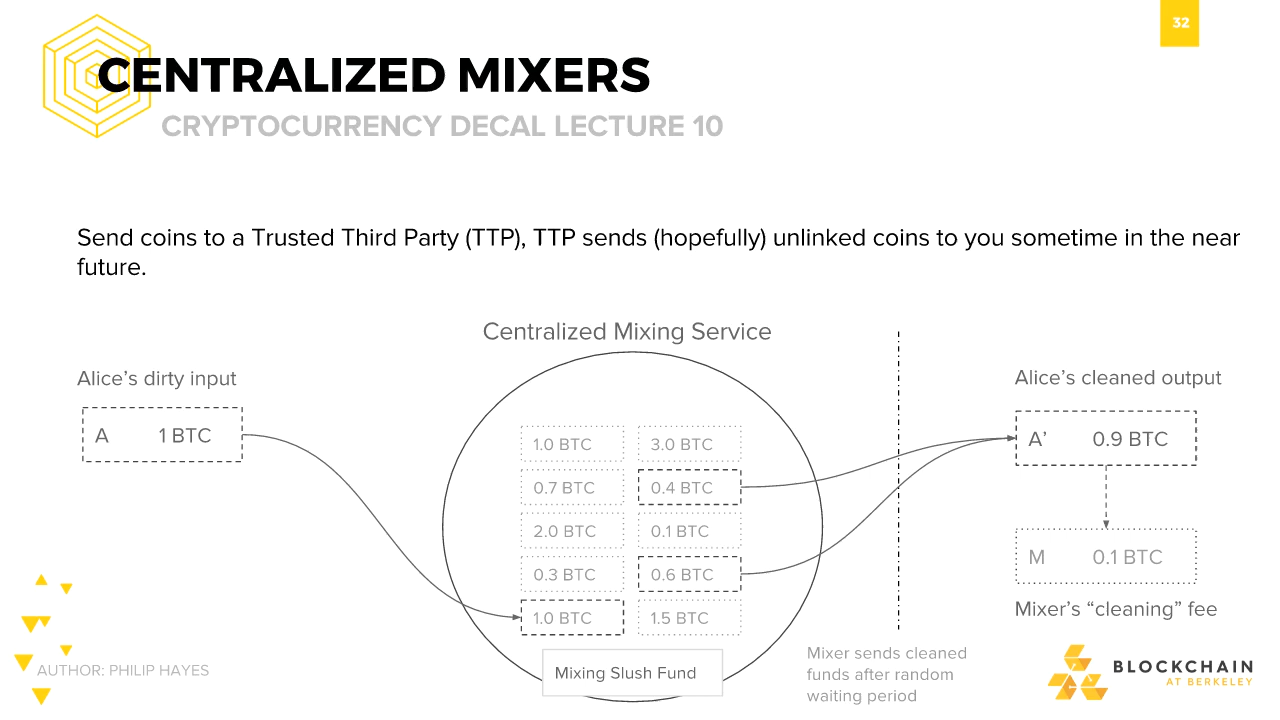 32
CENTRALIZED MIXERS
CRYPTOCURRENCY DECAL LECTURE 10
Send coins to a Trusted Third Party (TTP), TTP sends (hopefully) unlinked coins to you sometime in the near
future.
Centralized Mixing Service
Alice’s dirty input
A 1 BTC
1.0 BTC 3.0 BTC
0.7 BTC 0.4 BTC
2.0 BTC 0.1 BTC
0.3 BTC 0.6 BTC
1.0 BTC 1.5 BTC
Mixing Slush Fund
Alice’s cleaned output
A’ 0.9 BTC
M 0.1 BTC
Mixer’s “cleaning” fee
Mixer sends cleaned
funds after random
waiting period
AUTHOR: PHILIP HAYES
BLOCKCHAIN
AT BERKELEY